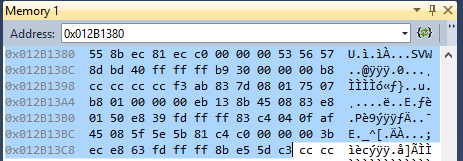 Memory 1
Address: 0x012B1380
0x012B1380 55 8b ec 81 ec c0 00 00 00 53 56 57 U.ì.ìÀ...SVW
0x012B138C 8d bd 40 ff ff ff b9 30 00 00 00 b8 ..@ÿÿÿ.0....
0x012B1398 cc cc cc cc f3 ab 83 7d 08 01 75 07 ÌÌÌÌó«ƒ}..u.
0x012B13A4 b8 01 00 00 00 eb 13 8b 45 08 83 e8 .....ë..E.ƒè
0x012B13B0 01 50 e8 39 fd ff ff 83 c4 04 0f af .Pè9ýÿÿƒÄ..¯
0x012B13BC 45 08 5f 5e 5b 81 c4 c0 00 00 00 3b E._^[.ÄÀ...;
0x012B13C8 ec e8 63 fd ff ff 8b e5 5d c3 cc cc ìècýÿÿ.å]ÃÌÌ